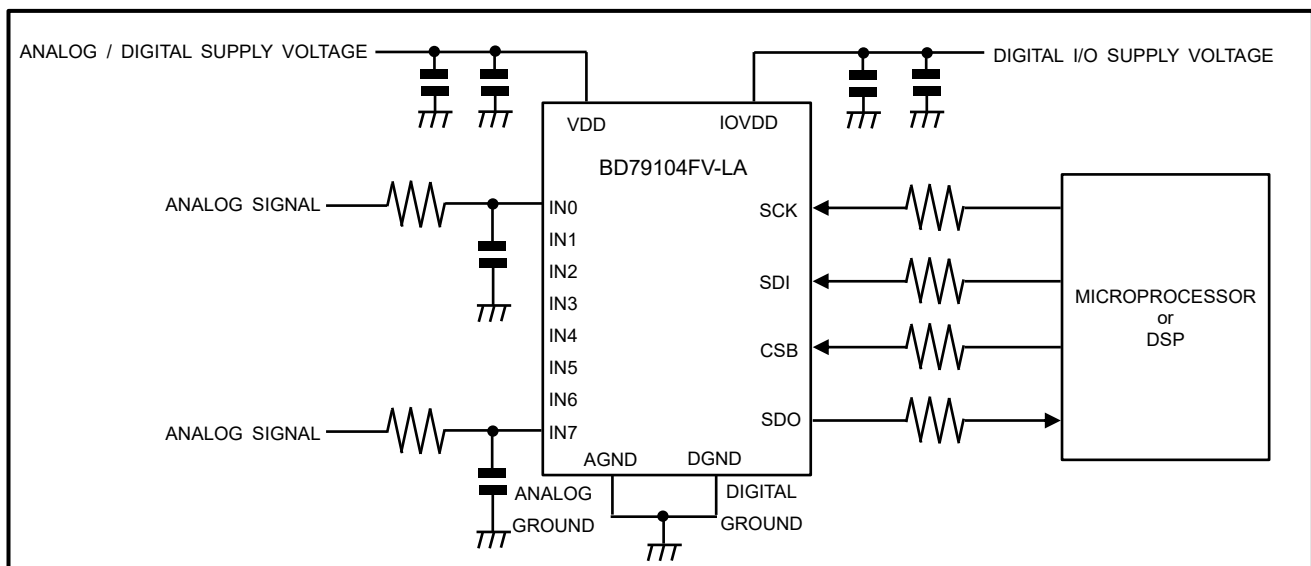 ANALOG / DIGITAL SUPPLY VOLTAGE
DIGITAL I/O SUPPLY VOLTAGE
VDD
IOVDD
BD79104FV-LA
ANALOG SIGNAL
IN0
IN1
IN2
IN3
IN4
IN5
IN6
IN7
ANALOG SIGNAL
SCK
SDI
CSB
SDO
MICROPROCESSOR
or
DSP
AGND
DGND
ANALOG
GROUND
DIGITAL
GROUND